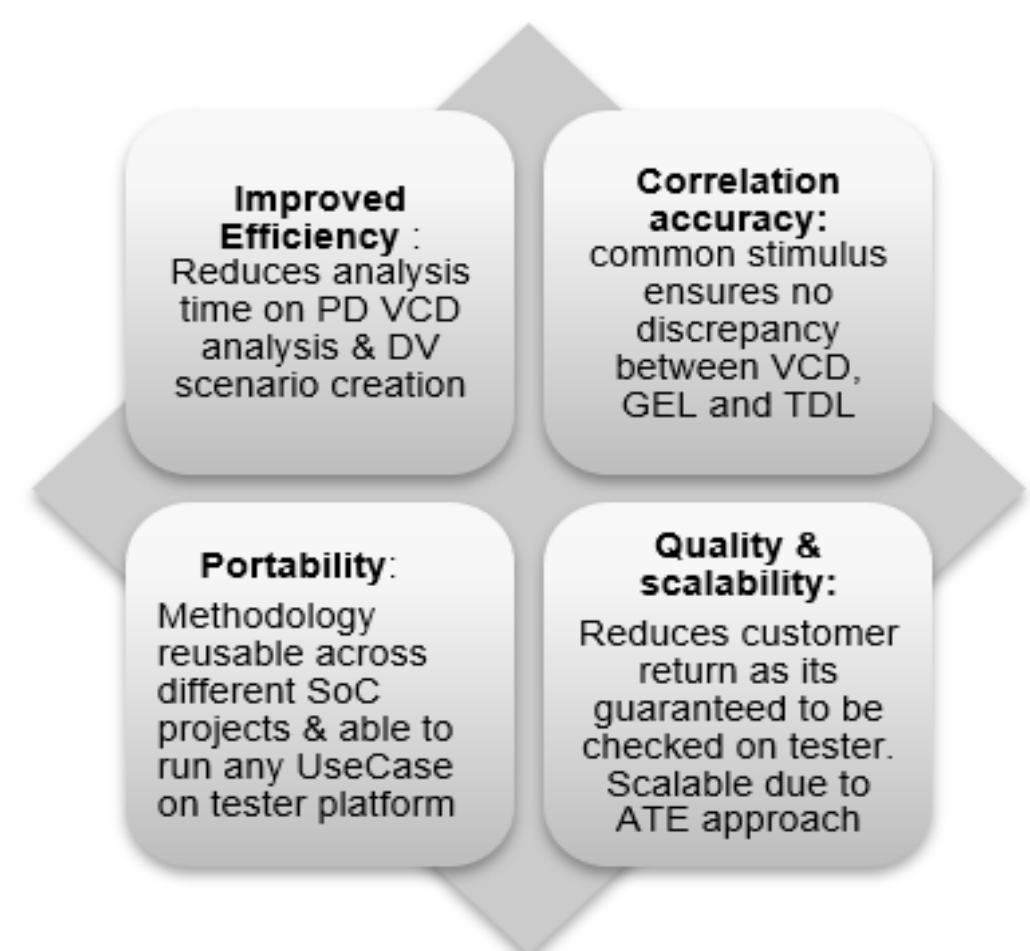 Improved
Efficiency :
Reduces analysis
time on PD VCD
analysis & DV
scenario creation
Correlation
accuracy:
common stimulus
ensures no
discrepancy
between VCD,
GEL and TDL
Portability:
Methodology
reusable across
different SoC
projects & able to
run any UseCase
on tester platform
Quality &
scalability:
Reduces customer
return as its
guaranteed to be
checked on tester.
Scalable due to
ATE approach